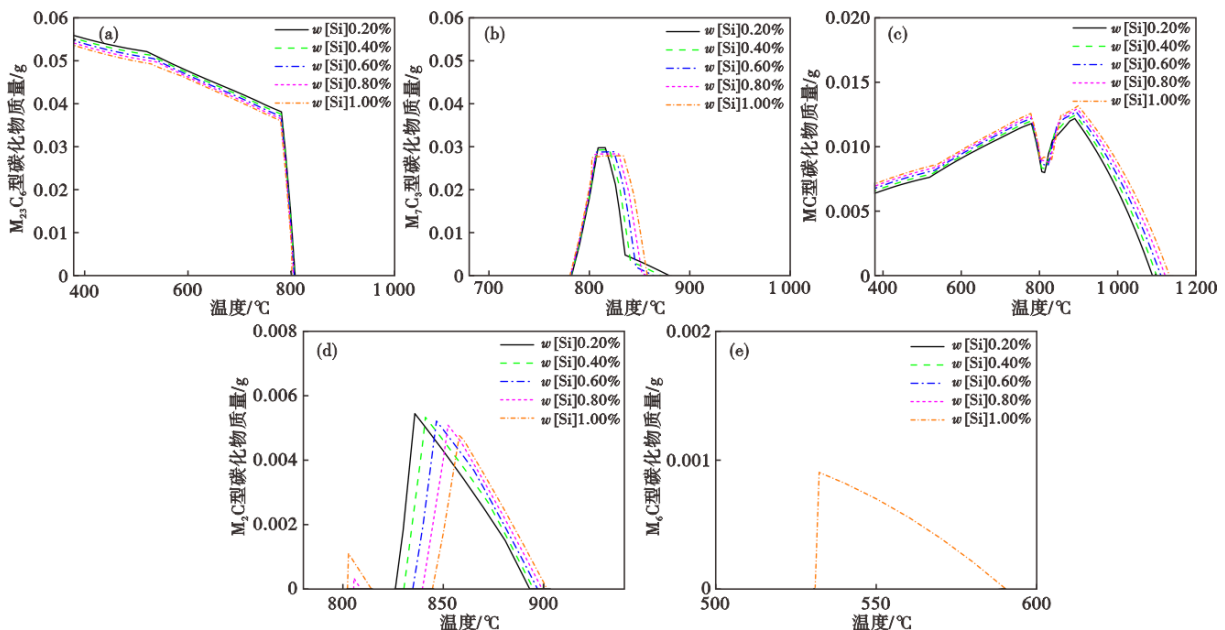 (a)
w[Si]0.20%
w[Si]0.40%
w[Si]0.60%
w[Si]0.80%
w[Si]1.00%
M₂₃C₆型碳化物质量/g
0.06
0.05
0.04
0.03
0.02
0.01
0
400
600
800
1 000
温度/℃
(b)
w[Si]0.20%
w[Si]0.40%
w[Si]0.60%
w[Si]0.80%
w[Si]1.00%
M₇C₃型碳化物质量/g
0.06
0.05
0.04
0.03
0.02
0.01
0
700
800
900
1 000
温度/℃
(c)
w[Si]0.20%
w[Si]0.40%
w[Si]0.60%
w[Si]0.80%
w[Si]1.00%
MC型碳化物质量/g
0.020
0.015
0.010
0.005
0
400
600
800
1 000
1 200
温度/℃
(d)
w[Si]0.20%
w[Si]0.40%
w[Si]0.60%
w[Si]0.80%
w[Si]1.00%
M₂C型碳化物质量/g
0.008
0.006
0.004
0.002
0
800
850
900
温度/℃
(e)
w[Si]0.20%
w[Si]0.40%
w[Si]0.60%
w[Si]0.80%
w[Si]1.00%
M₆C型碳化物质量/g
0.002
0.001
0
500
550
600
温度/℃